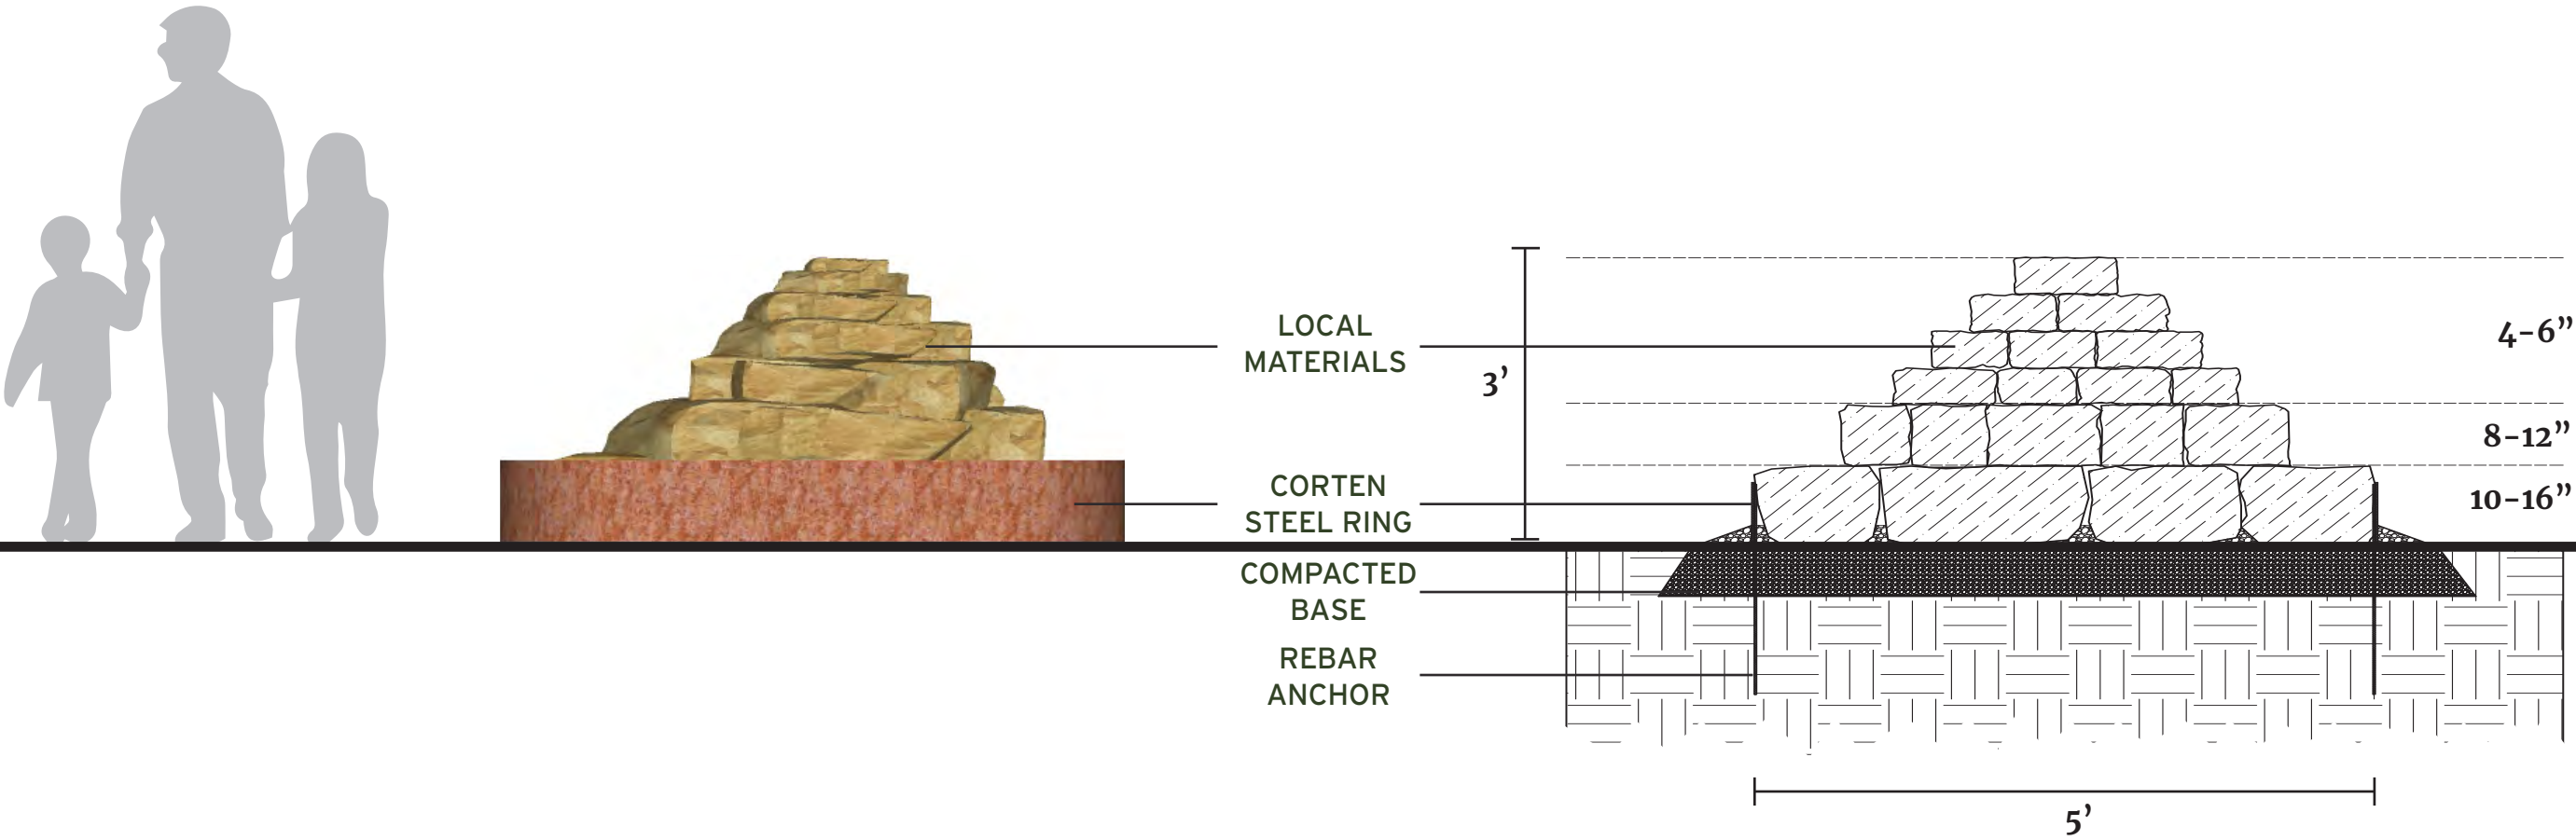 LOCAL
MATERIALS
CORTEN
STEEL RING
COMPACTED
BASE
REBAR
ANCHOR
3’
4-6”
8-12”
10-16”
5’